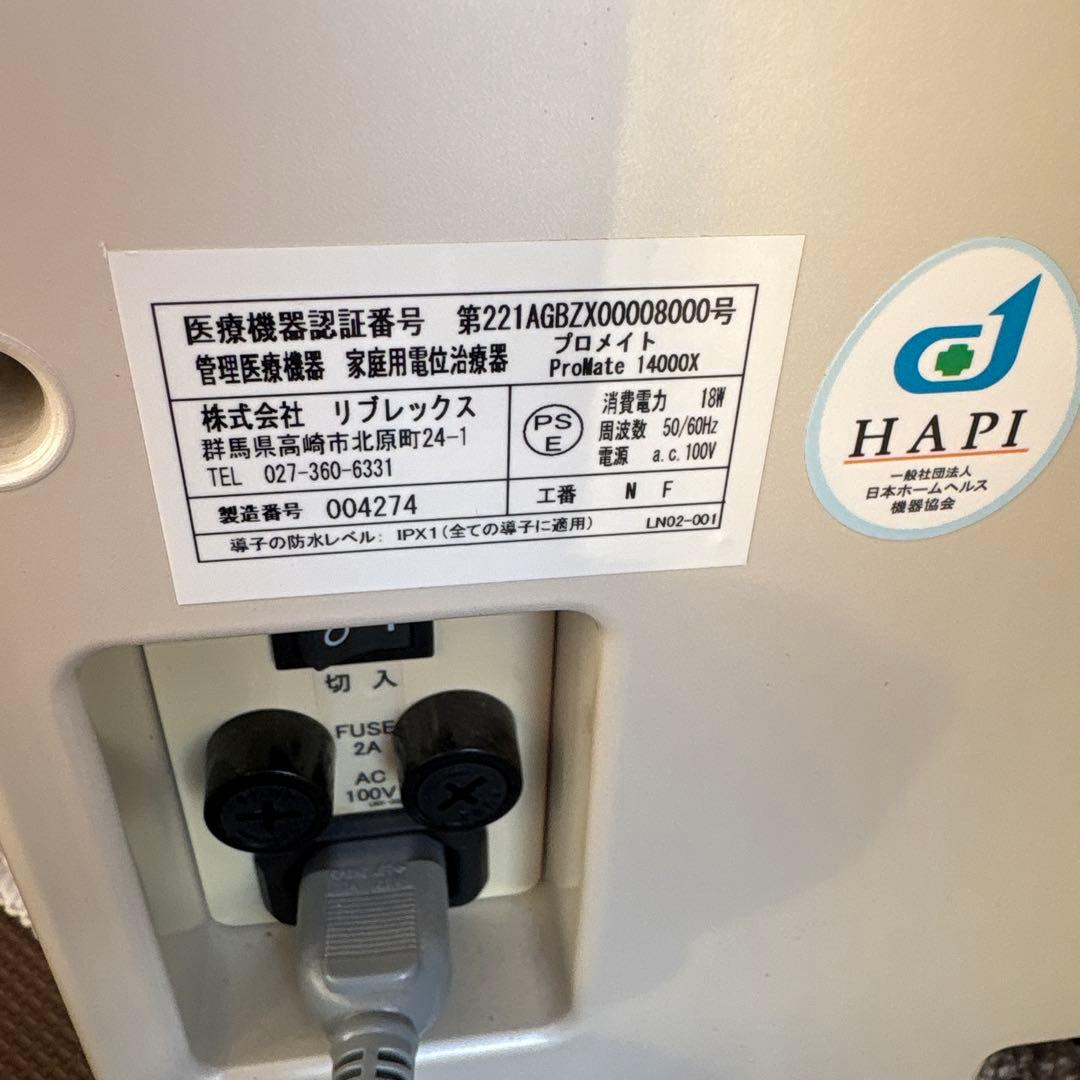 医療機器認証番号 第221AGBZX00008000号
管理医療機器 家庭用電位治療器 プロメイト ProMate 14000X
株式会社 リブレックス
群馬県高崎市北原町24-1
TEL 027-360-6331
PS E
消費電力 18W
周波数 50/60Hz
電源 a.c.100V
製造番号 004274
工番 N F
導子の防水レベル: IPX1(全ての導子に適用) LN02-001
HAPI
一般社団法人
日本ホームヘルス
機器協会
切 入
FUSE
2A
AC
100V